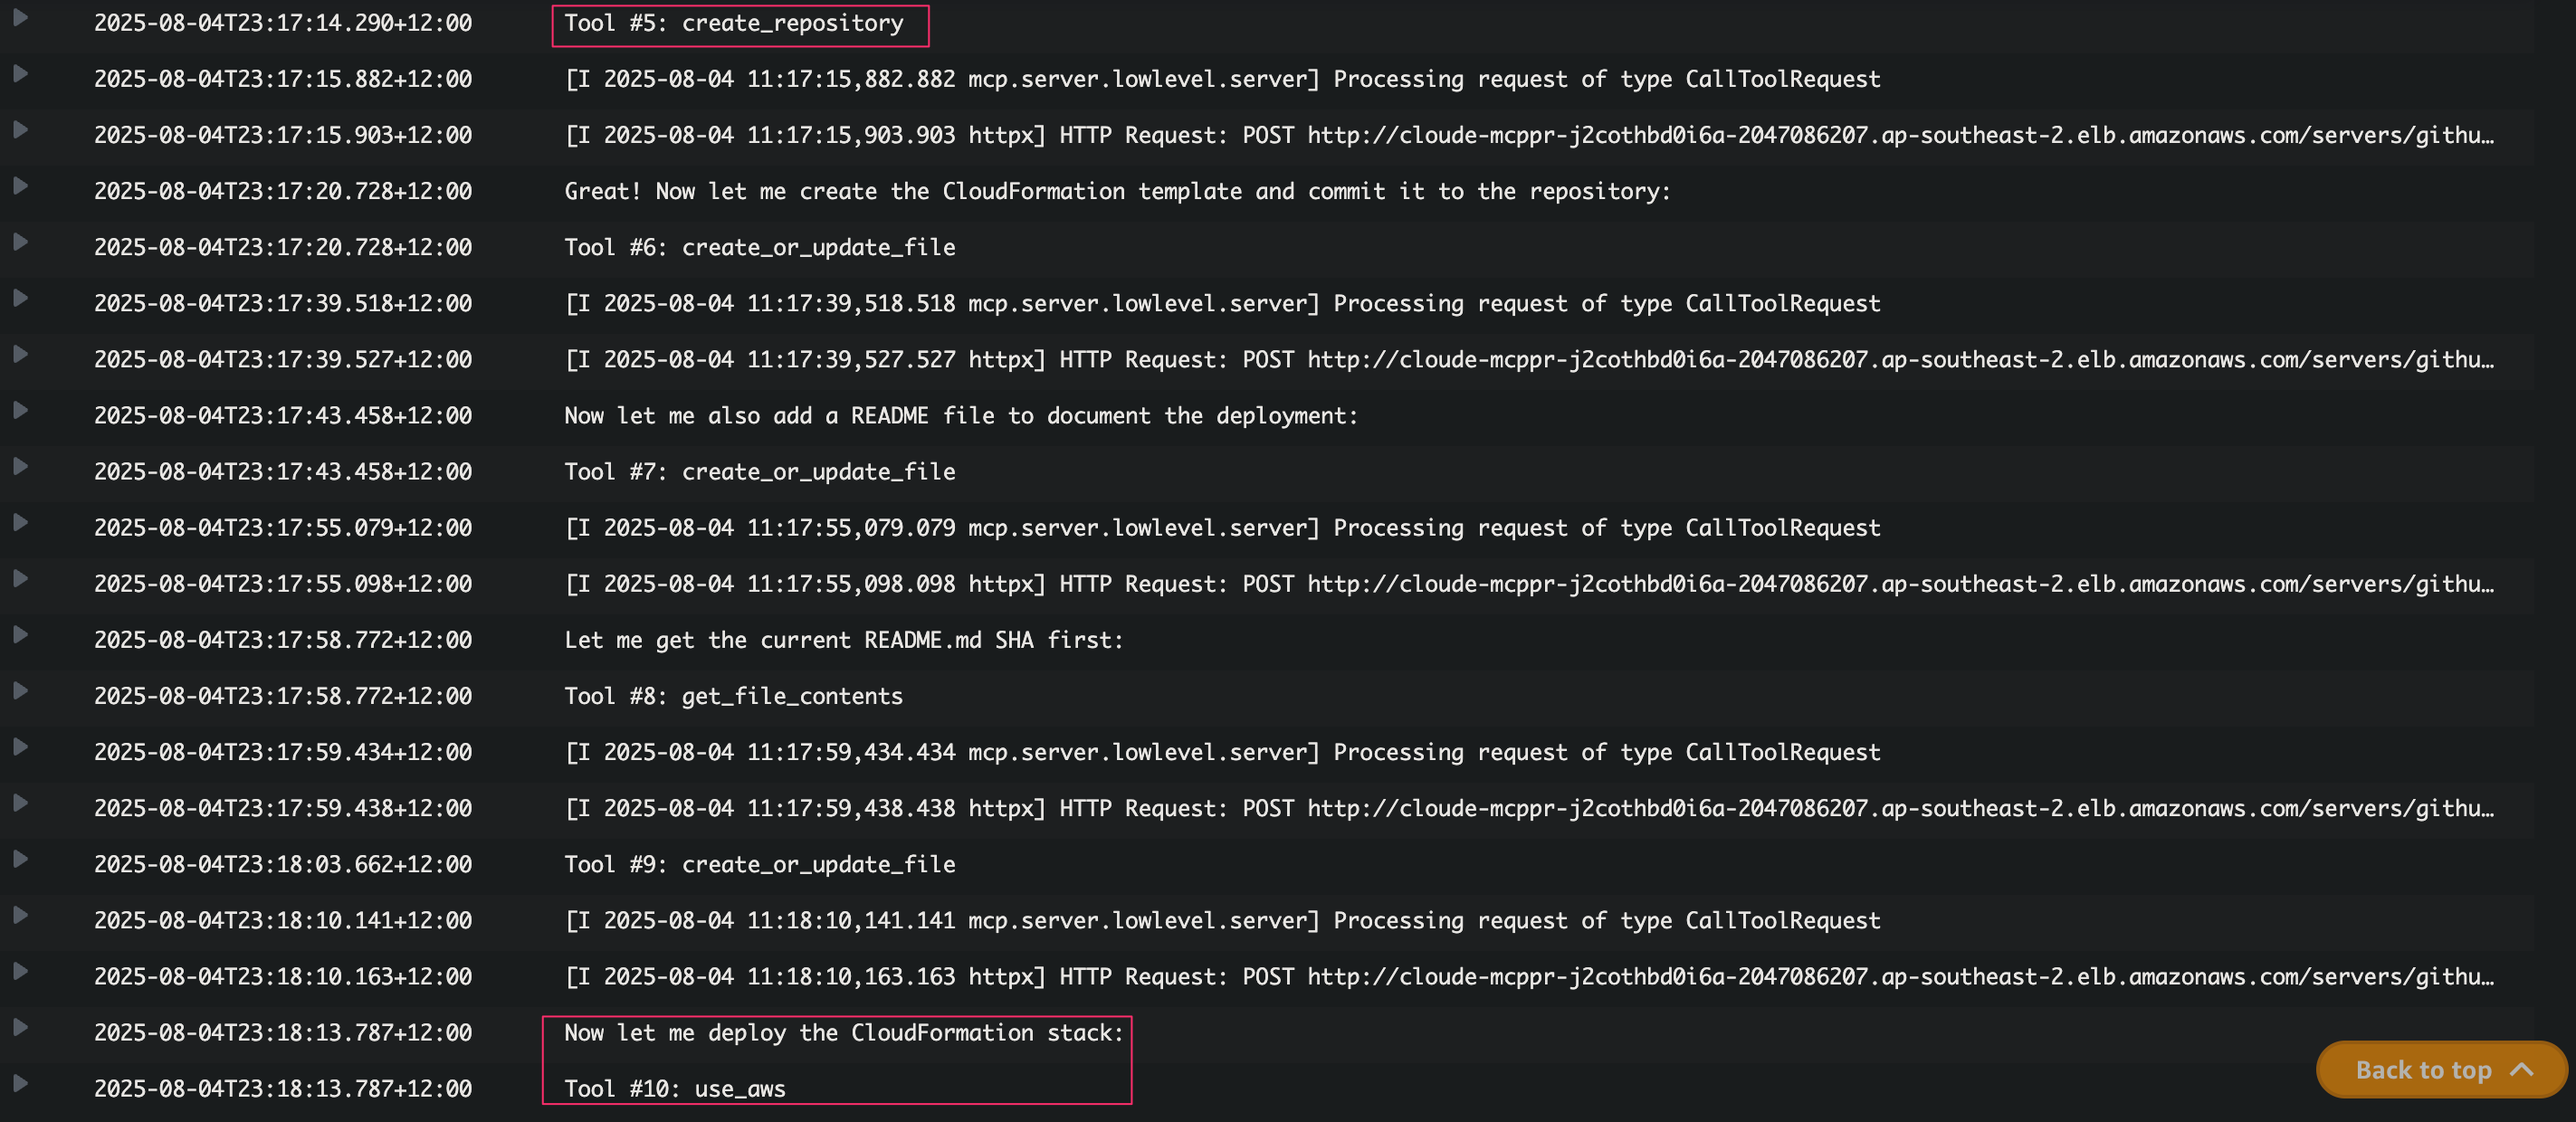 2025-08-04T23:17:14.290+12:00 Tool #5: create_repository
2025-08-04T23:17:15.882+12:00 [I 2025-08-04 11:17:15,882.882 mcp.server.lowlevel.server] Processing request of type CallToolRequest
2025-08-04T23:17:15.903+12:00 [I 2025-08-04 11:17:15,903.903 httpx] HTTP Request: POST http://cloude-mcppr-j2cothbd0i6a-2047086207.ap-southeast-2.elb.amazonaws.com/servers/githu…
2025-08-04T23:17:20.728+12:00 Great! Now let me create the CloudFormation template and commit it to the repository:
2025-08-04T23:17:20.728+12:00 Tool #6: create_or_update_file
2025-08-04T23:17:39.518+12:00 [I 2025-08-04 11:17:39,518.518 mcp.server.lowlevel.server] Processing request of type CallToolRequest
2025-08-04T23:17:39.527+12:00 [I 2025-08-04 11:17:39,527.527 httpx] HTTP Request: POST http://cloude-mcppr-j2cothbd0i6a-2047086207.ap-southeast-2.elb.amazonaws.com/servers/githu…
2025-08-04T23:17:43.458+12:00 Now let me also add a README file to document the deployment:
2025-08-04T23:17:43.458+12:00 Tool #7: create_or_update_file
2025-08-04T23:17:55.079+12:00 [I 2025-08-04 11:17:55,079.079 mcp.server.lowlevel.server] Processing request of type CallToolRequest
2025-08-04T23:17:55.098+12:00 [I 2025-08-04 11:17:55,098.098 httpx] HTTP Request: POST http://cloude-mcppr-j2cothbd0i6a-2047086207.ap-southeast-2.elb.amazonaws.com/servers/githu…
2025-08-04T23:17:58.772+12:00 Let me get the current README.md SHA first:
2025-08-04T23:17:58.772+12:00 Tool #8: get_file_contents
2025-08-04T23:17:59.434+12:00 [I 2025-08-04 11:17:59,434.434 mcp.server.lowlevel.server] Processing request of type CallToolRequest
2025-08-04T23:17:59.438+12:00 [I 2025-08-04 11:17:59,438.438 httpx] HTTP Request: POST http://cloude-mcppr-j2cothbd0i6a-2047086207.ap-southeast-2.elb.amazonaws.com/servers/githu…
2025-08-04T23:18:03.662+12:00 Tool #9: create_or_update_file
2025-08-04T23:18:10.141+12:00 [I 2025-08-04 11:18:10,141.141 mcp.server.lowlevel.server] Processing request of type CallToolRequest
2025-08-04T23:18:10.163+12:00 [I 2025-08-04 11:18:10,163.163 httpx] HTTP Request: POST http://cloude-mcppr-j2cothbd0i6a-2047086207.ap-southeast-2.elb.amazonaws.com/servers/githu…
2025-08-04T23:18:13.787+12:00 Now let me deploy the CloudFormation stack:
2025-08-04T23:18:13.787+12:00 Tool #10: use_aws
Back to top